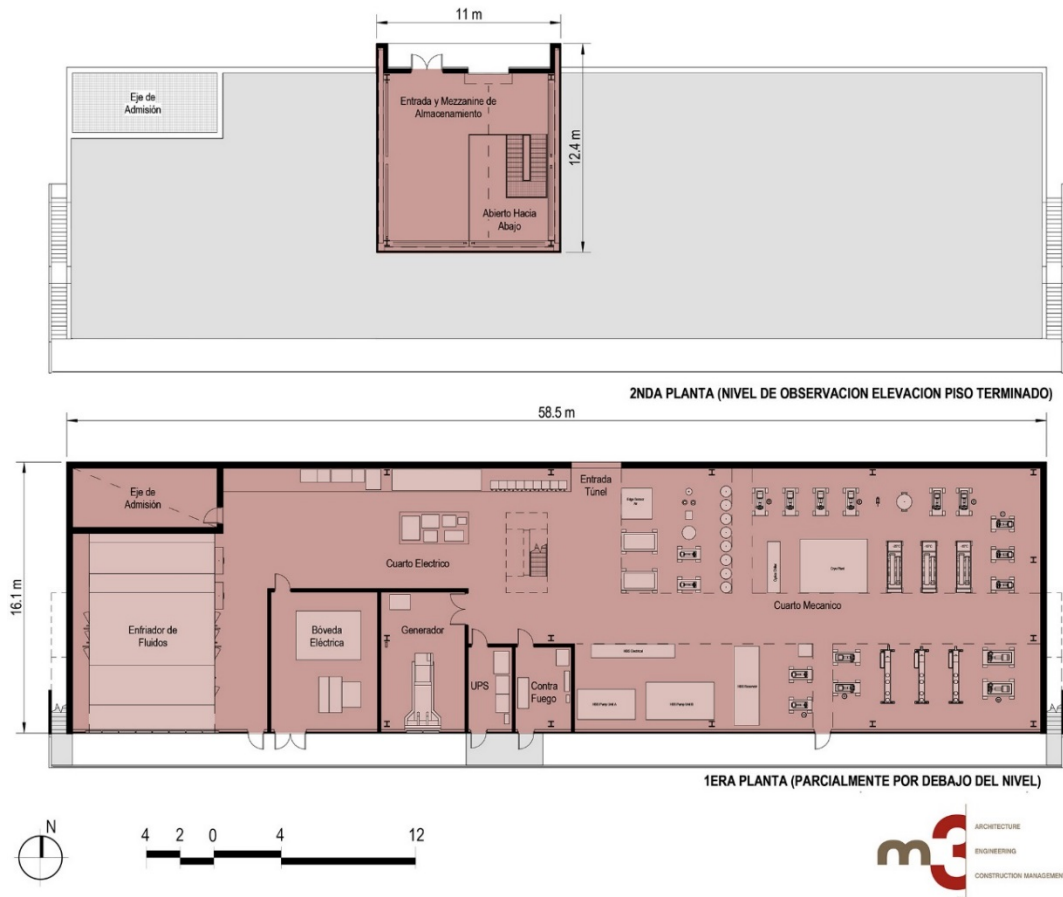 11 m
Eje de
Admisión
Entrada y Mezzanine de
Almacenamiento
12.4 m
Abierto Hacia
Abajo
2NDA PLANTA (NIVEL DE OBSERVACION ELEVACION PISO TERMINADO)
58.5 m
Eje de
Admisión
Entrada
Túnel
Cuarto Electrico
16.1 m
Cuarto Mecanico
Enfriador de
Fluidos
Bóveda
Eléctrica
Generador
UPS
Contra
Fuego
1ERA PLANTA (PARCIALMENTE POR DEBAJO DEL NIVEL)
N
4 2 0 4 12
m3
ARCHITECTURE
ENGINEERING
CONSTRUCTION MANAGEMEN